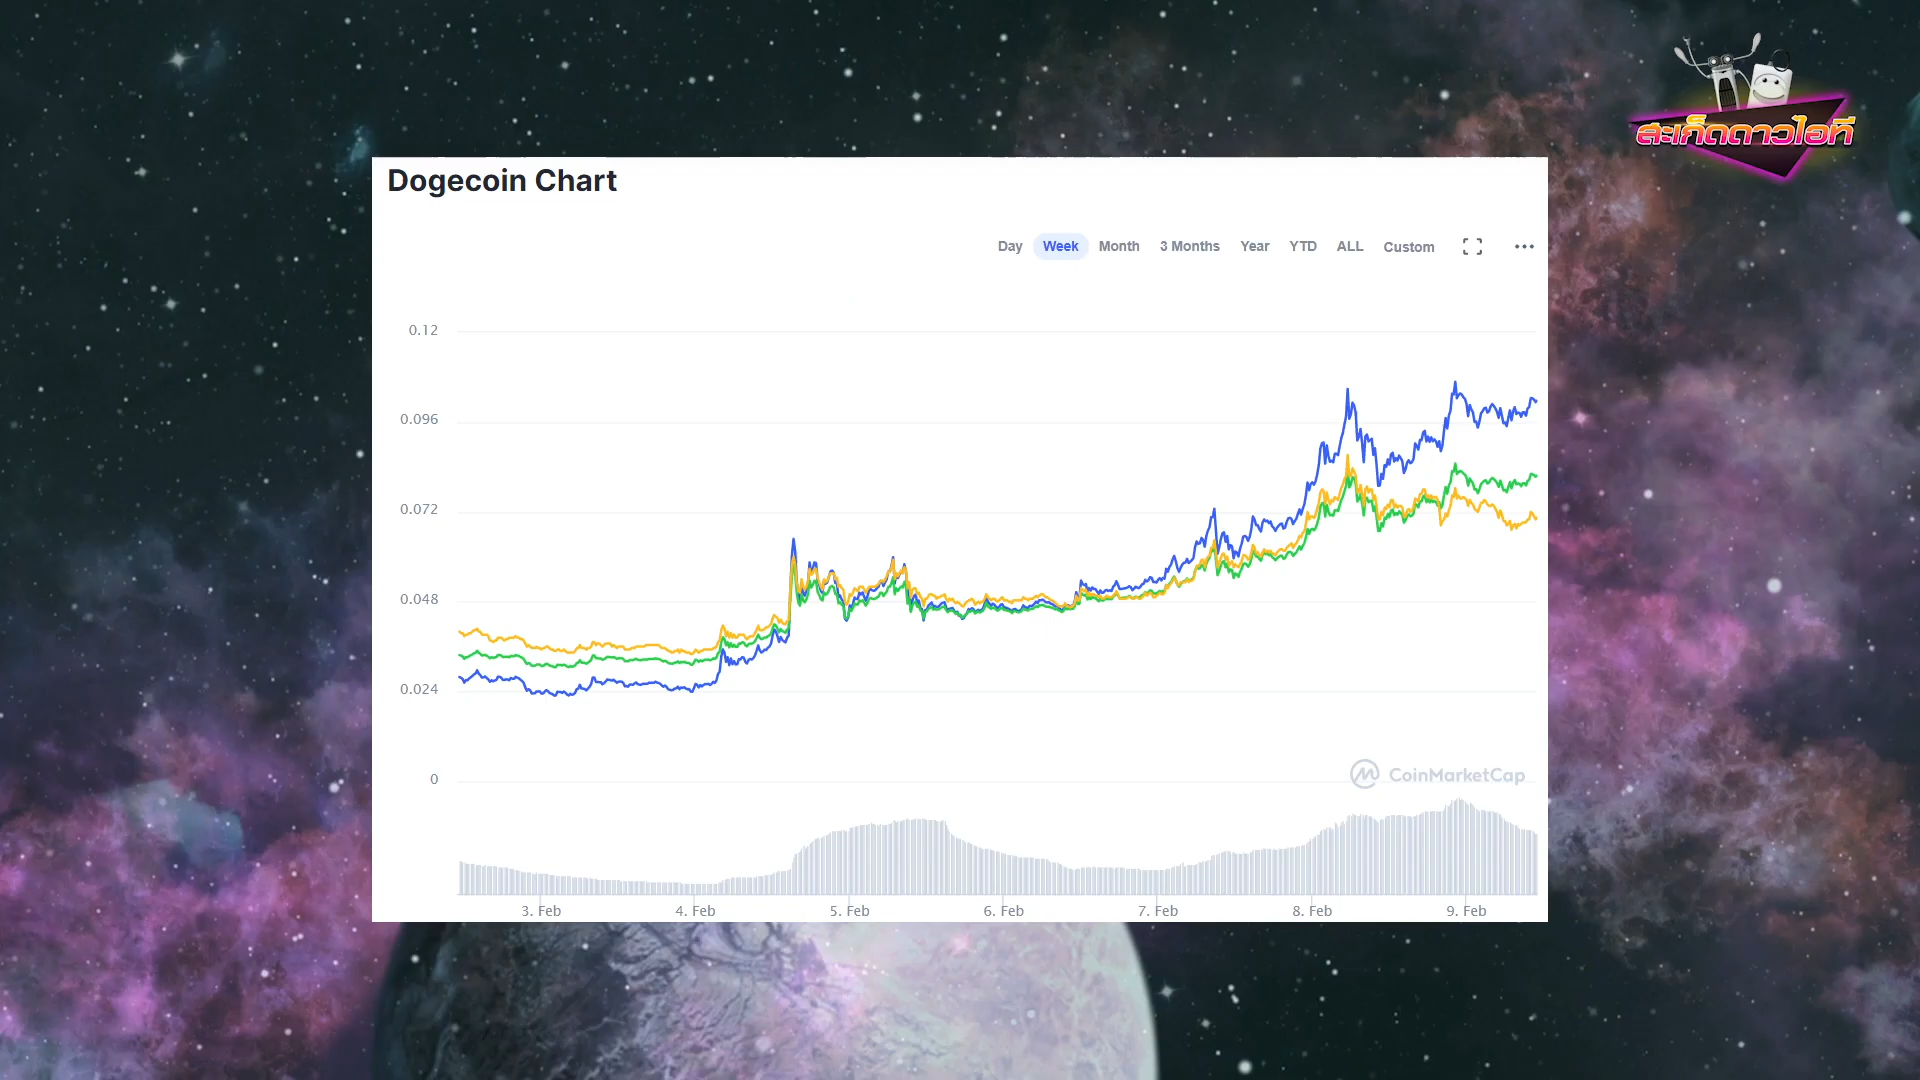 สะเก็ดดาวไอที
Dogecoin Chart
Day Week Month 3 Months Year YTD ALL Custom
0.12
0.096
0.072
0.048
0.024
0
CoinMarketCap
3. Feb 4. Feb 5. Feb 6. Feb 7. Feb 8. Feb 9. Feb